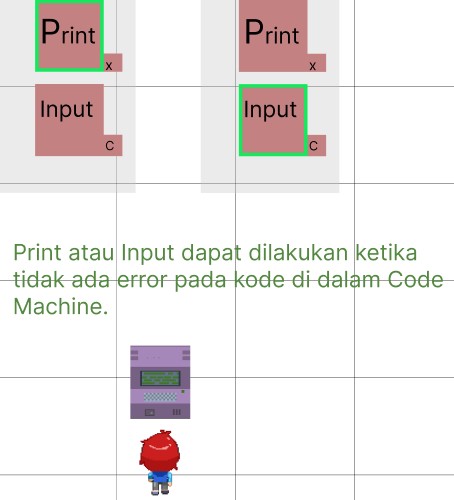 Print
x
Input
C
Print
x
Input
C
Print atau Input dapat dilakukan ketika
tidak ada error pada kode di dalam Code
Machine.